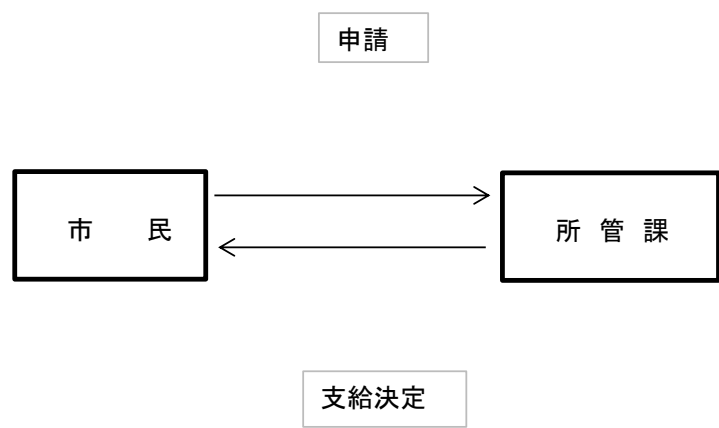 申請
市　　民
所 管 課
支給決定